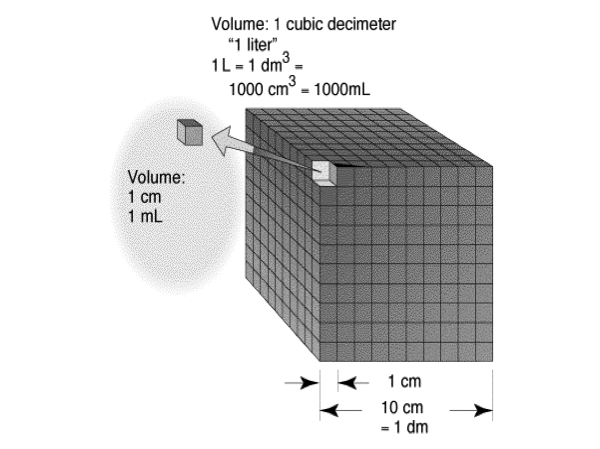 Volume: 1 cubic decimeter
“1 liter”
1 L = 1 dm³ =
1000 cm³ = 1000mL
Volume:
1 cm
1 mL
1 cm
10 cm
= 1 dm